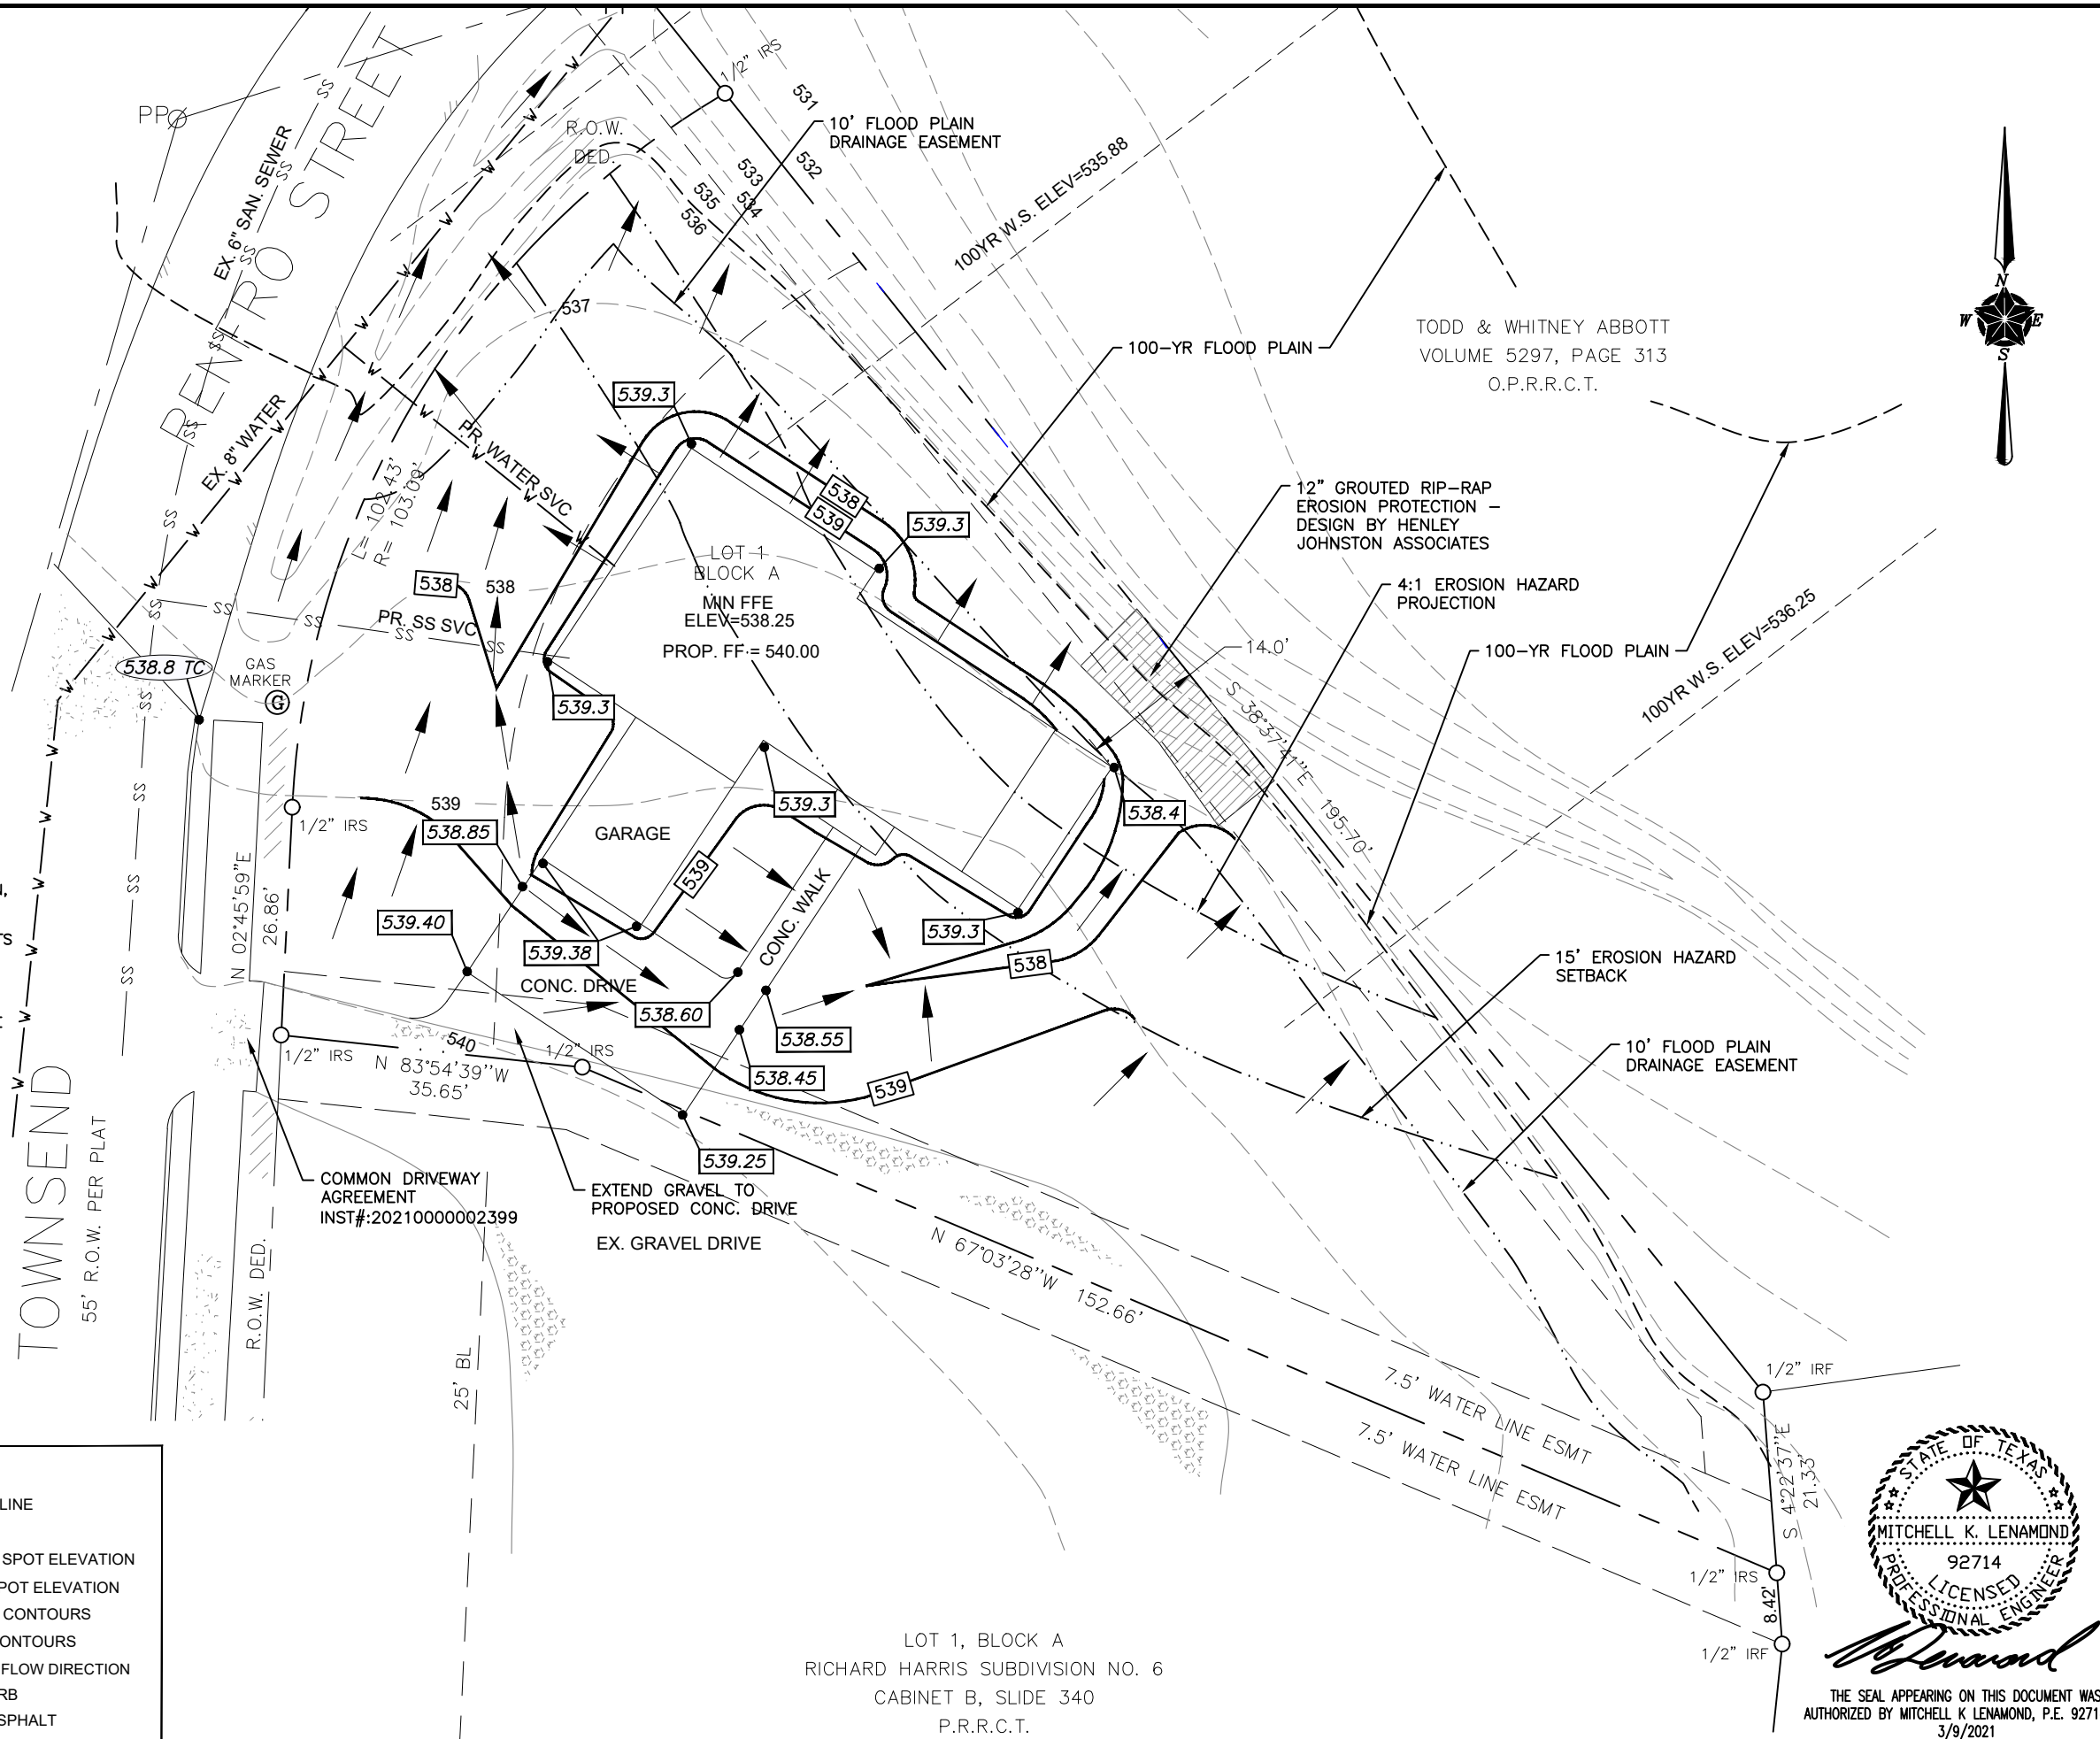 1/2" IRS
531
PP
10' FLOOD PLAIN
DRAINAGE EASEMENT
R.O.W.
DED.
SS
EX. 6" SAN. SEWER
RENFRO STREET
W
532
533
534
535
536
100YR W.S. ELEV=535.88
N
W
E
S
537
TODD & WHITNEY ABBOTT
VOLUME 5297, PAGE 313
O.P.R.R.C.T.
100-YR FLOOD PLAIN
539.3
EX. 8" WATER
PR. WATER SVC
L= 102.43'
R= 103.09'
538
539
539.3
12" GROUTED RIP-RAP
EROSION PROTECTION -
DESIGN BY HENLEY
JOHNSTON ASSOCIATES
LOT 1
BLOCK A
MIN FFE
ELEV=538.25
PROP. FF = 540.00
538
538
4:1 EROSION HAZARD
PROJECTION
PR. SS SVC
538.8 TC
GAS
MARKER
G
14.0'
100-YR FLOOD PLAIN
100YR W.S. ELEV=536.25
539.3
S 38°37'41"E 195.70'
539
1/2" IRS
538.85
GARAGE
539.3
538.4
539
CONC. WALK
N 02°45'59"E
26.86'
539.40
539.38
539.3
538
15' EROSION HAZARD
SETBACK
CONC. DRIVE
538.60
538.55
538.45
539
540
1/2" IRS
1/2" IRS
N 83°54'39"W
35.65'
10' FLOOD PLAIN
DRAINAGE EASEMENT
TOWNSEND
55' R.O.W. PER PLAT
539.25
COMMON DRIVEWAY
AGREEMENT
INST#:20210000002399
EXTEND GRAVEL TO
PROPOSED CONC. DRIVE
EX. GRAVEL DRIVE
R.O.W. DED.
25' BL
N 67°03'28"W 152.66'
7.5' WATER LINE ESMT
7.5' WATER LINE ESMT
1/2" IRF
S 4°22'37"E
21.33'
1/2" IRS
8.42'
1/2" IRF
STATE OF TEXAS
MITCHELL K. LENAMOND
92714
LICENSED
PROFESSIONAL ENGINEER
THE SEAL APPEARING ON THIS DOCUMENT WAS
AUTHORIZED BY MITCHELL K LENAMOND, P.E. 9271
3/9/2021
LINE
SPOT ELEVATION
POT ELEVATION
CONTOURS
ONTOURS
FLOW DIRECTION
RB
SPHALT
LOT 1, BLOCK A
RICHARD HARRIS SUBDIVISION NO. 6
CABINET B, SLIDE 340
P.R.R.C.T.